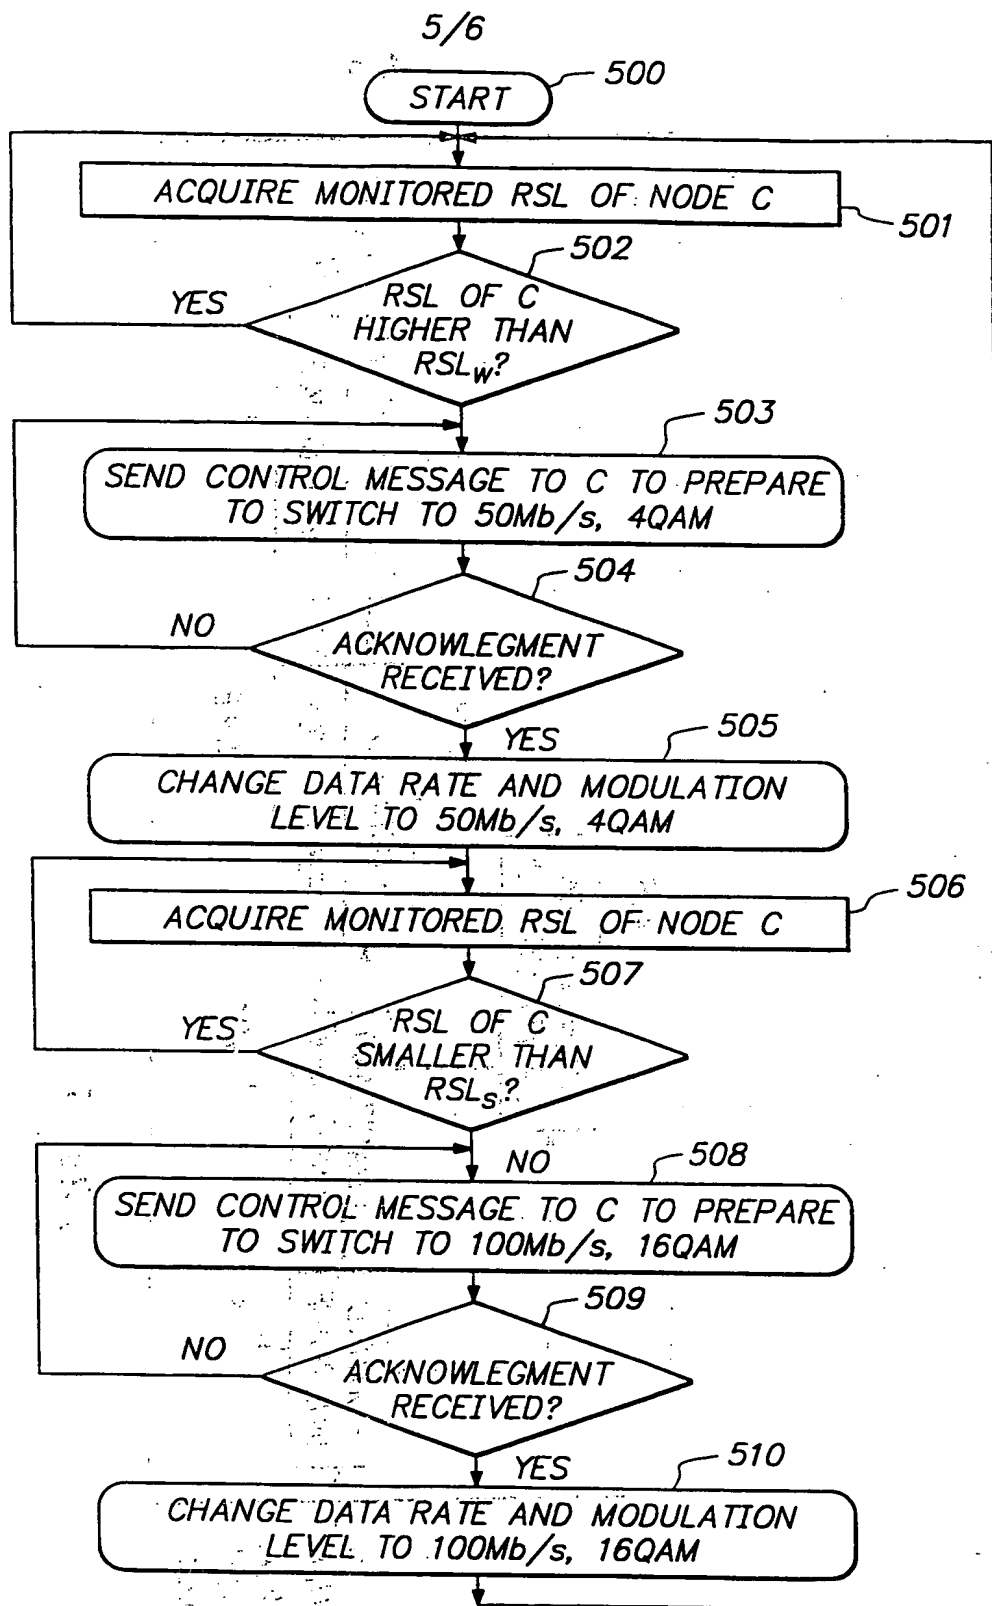 5/6
500
START
ACQUIRE MONITORED RSL OF NODE C
501
502
YES
RSL OF C
HIGHER THAN
RSLW?
503
SEND CONTROL MESSAGE TO C TO PREPARE
TO SWITCH TO 50Mb/s, 4QAM
504
NO
ACKNOWLEGMENT
RECEIVED?
YES
505
CHANGE DATA RATE AND MODULATION
LEVEL TO 50Mb/s, 4QAM
506
ACQUIRE MONITORED RSL OF NODE C
507
YES
RSL OF C
SMALLER THAN
RSLS?
NO
508
SEND CONTROL MESSAGE TO C TO PREPARE
TO SWITCH TO 100Mb/s, 16QAM
509
NO
ACKNOWLEGMENT
RECEIVED?
YES
510
CHANGE DATA RATE AND MODULATION
LEVEL TO 100Mb/s, 16QAM